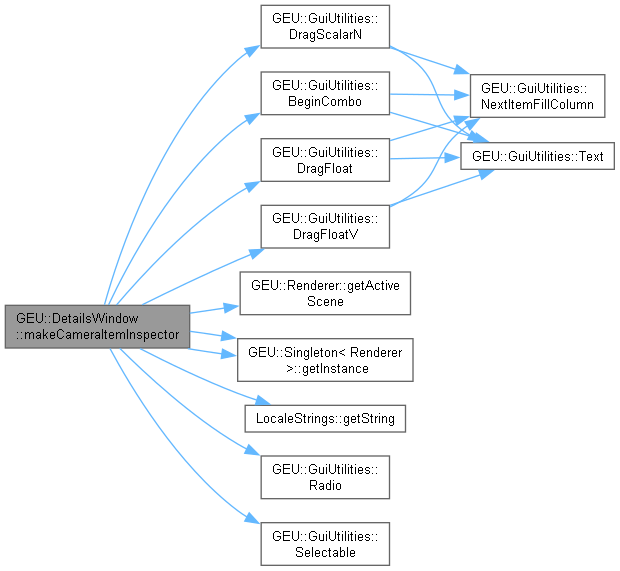 GEU::GuiUtilities::
DragScalarN
GEU::GuiUtilities::
BeginCombo
GEU::GuiUtilities::
NextItemFillColumn
GEU::GuiUtilities::
DragFloat
GEU::GuiUtilities::Text
GEU::GuiUtilities::
DragFloatV
GEU::Renderer::getActive
Scene
GEU::DetailsWindow
::makeCameraItemInspector
GEU::Singleton< Renderer
>::getInstance
LocaleStrings::getString
GEU::GuiUtilities::
Radio
GEU::GuiUtilities::
Selectable